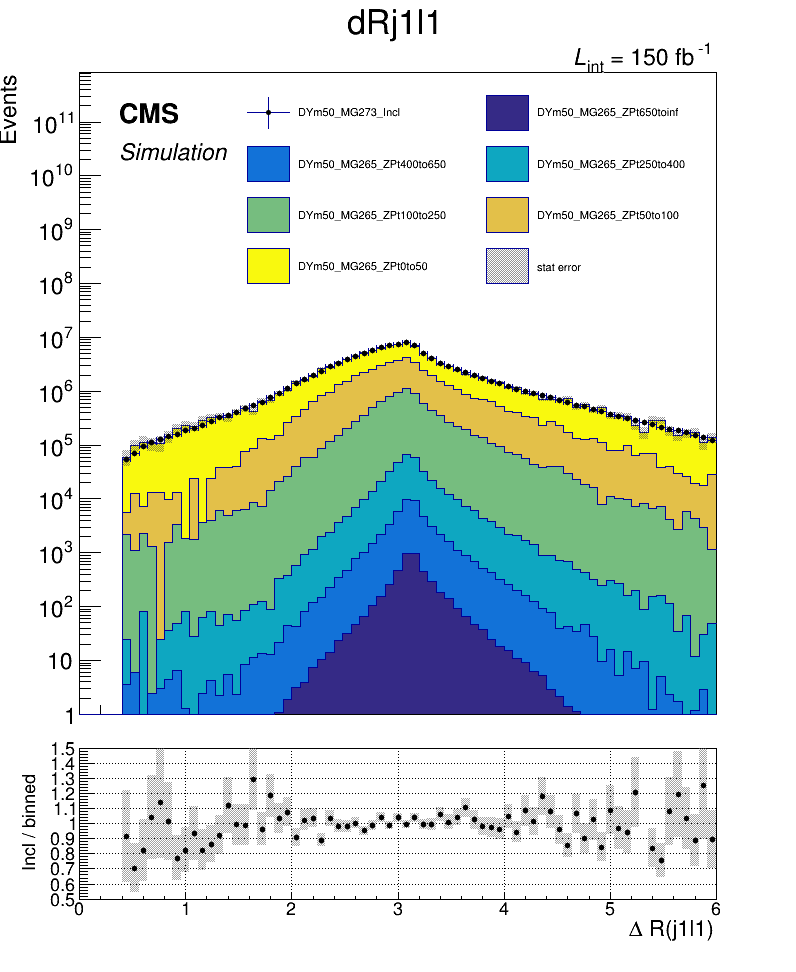 dRj1l1
L_int = 150 fb^-1
Events
CMS
Simulation
DYm50_MG273_Incl
DYm50_MG265_ZPt650toinf
DYm50_MG265_ZPt400to650
DYm50_MG265_ZPt250to400
DYm50_MG265_ZPt100to250
DYm50_MG265_ZPt50to100
DYm50_MG265_ZPt0to50
stat error
10^11
10^10
10^9
10^8
10^7
10^6
10^5
10^4
10^3
10^2
10
1
Incl / binned
1.5
1.4
1.3
1.2
1.1
1
0.9
0.8
0.7
0.6
0.5
0 1 2 3 4 5 6
Δ R(j1l1)